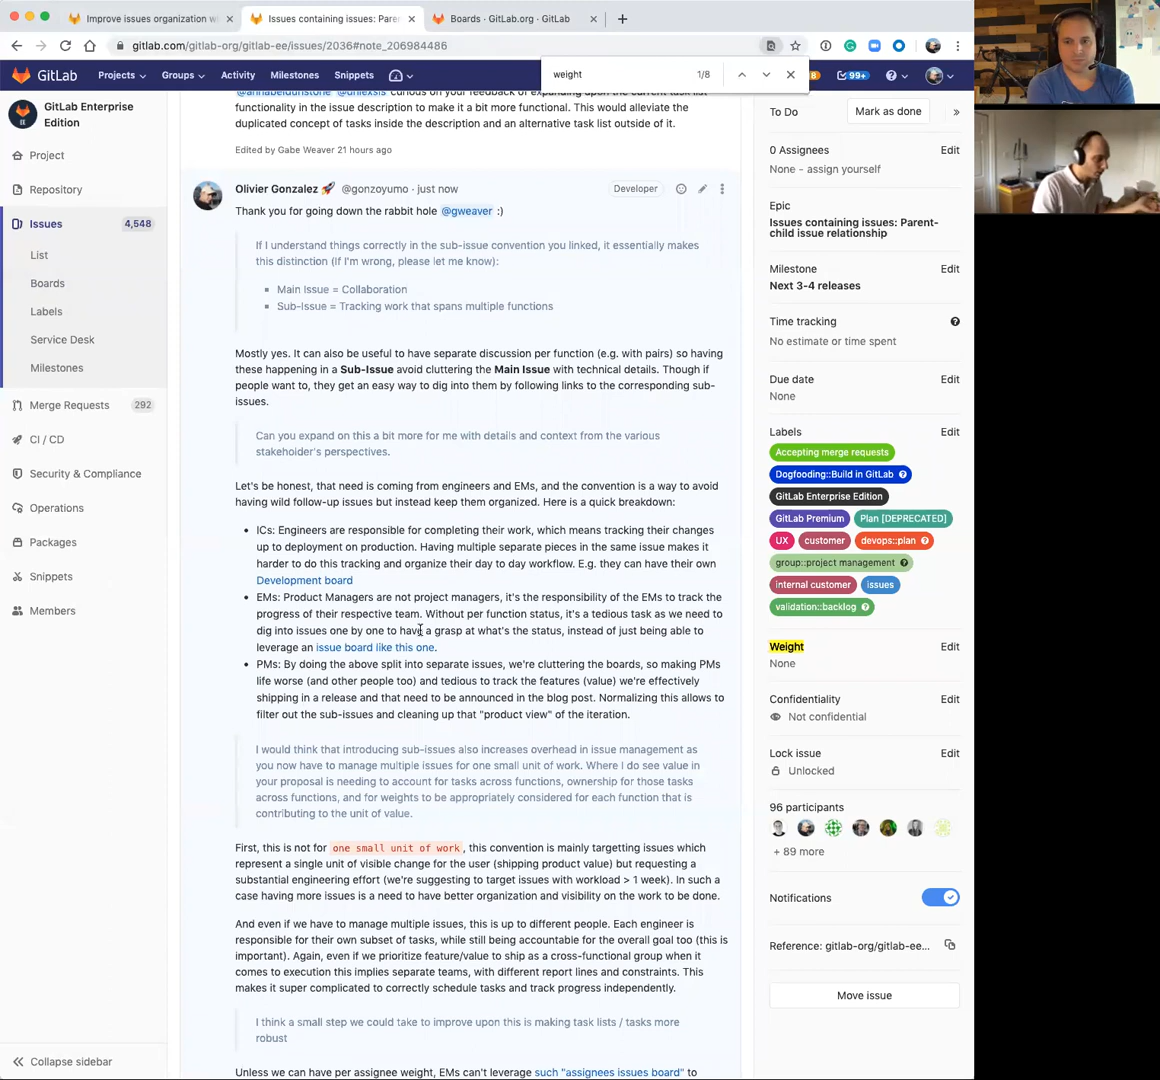 Improve issues organization w
Issues containing issues: Pare
Boards · GitLab.org · GitLab
gitlab.com/gitlab-org/gitlab-ee/issues/2036#note_206984486
GitLab
Projects
Groups
Activity
Milestones
Snippets
weight
1/8
8
99+
GitLab Enterprise
Edition
Project
Repository
Issues
4,548
List
Boards
Labels
Service Desk
Milestones
Merge Requests
292
CI / CD
Security & Compliance
Operations
Packages
Snippets
Members
Collapse sidebar
@annabeldunstone @uhlexsis curious on your feedback of expanding upon the current task list
functionality in the issue description to make it a bit more functional. This would alleviate the
duplicated concept of tasks inside the description and an alternative task list outside of it.
Edited by Gabe Weaver 21 hours ago
Olivier Gonzalez 🚀 @gonzoyumo · just now
Developer
Thank you for going down the rabbit hole @gweaver :)
If I understand things correctly in the sub-issue convention you linked, it essentially makes
this distinction (If I'm wrong, please let me know):
Main Issue = Collaboration
Sub-Issue = Tracking work that spans multiple functions
Mostly yes. It can also be useful to have separate discussion per function (e.g. with pairs) so having
these happening in a Sub-Issue avoid cluttering the Main Issue with technical details. Though if
people want to, they get an easy way to dig into them by following links to the corresponding sub-
issues.
Can you expand on this a bit more for me with details and context from the various
stakeholder's perspectives.
Let's be honest, that need is coming from engineers and EMs, and the convention is a way to avoid
having wild follow-up issues but instead keep them organized. Here is a quick breakdown:
• ICs: Engineers are responsible for completing their work, which means tracking their changes
up to deployment on production. Having multiple separate pieces in the same issue makes it
harder to do this tracking and organize their day to day workflow. E.g. they can have their own
Development board
• EMs: Product Managers are not project managers, it's the responsibility of the EMs to track the
progress of their respective team. Without per function status, it's a tedious task as we need to
dig into issues one by one to have a grasp at what's the status, instead of just being able to
leverage an issue board like this one.
• PMs: By doing the above split into separate issues, we're cluttering the boards, so making PMs
life worse (and other people too) and tedious to track the features (value) we're effectively
shipping in a release and that need to be announced in the blog post. Normalizing this allows to
filter out the sub-issues and cleaning up that "product view" of the iteration.
I would think that introducing sub-issues also increases overhead in issue management as
you now have to manage multiple issues for one small unit of work. Where I do see value in
your proposal is needing to account for tasks across functions, ownership for those tasks
across functions, and for weights to be appropriately considered for each function that is
contributing to the unit of value.
First, this is not for one small unit of work, this convention is mainly targetting issues which
represent a single unit of visible change for the user (shipping product value) but requesting a
substantial engineering effort (we're suggesting to target issues with workload > 1 week). In such a
case having more issues is a need to have better organization and visibility on the work to be done.
And even if we have to manage multiple issues, this is up to different people. Each engineer is
responsible for their own subset of tasks, while still being accountable for the overall goal too (this is
important). Again, even if we prioritize feature/value to ship as a cross-functional group when it
comes to execution this implies separate teams, with different report lines and constraints. This
makes it super complicated to correctly schedule tasks and track progress independently.
I think a small step we could take to improve upon this is making task lists / tasks more
robust
Unless we can have per assignee weight, EMs can't leverage such "assignees issues board" to
To Do
Mark as done
0 Assignees
Edit
None - assign yourself
Epic
Issues containing issues: Parent-
child issue relationship
Milestone
Edit
Next 3-4 releases
Time tracking
No estimate or time spent
Due date
Edit
None
Labels
Edit
Accepting merge requests
Dogfooding::Build in GitLab
GitLab Enterprise Edition
GitLab Premium
Plan [DEPRECATED]
UX
customer
devops::plan
group::project management
internal customer
issues
validation::backlog
Weight
Edit
None
Confidentiality
Edit
Not confidential
Lock issue
Edit
Unlocked
96 participants
+ 89 more
Notifications
Reference: gitlab-org/gitlab-ee...
Move issue